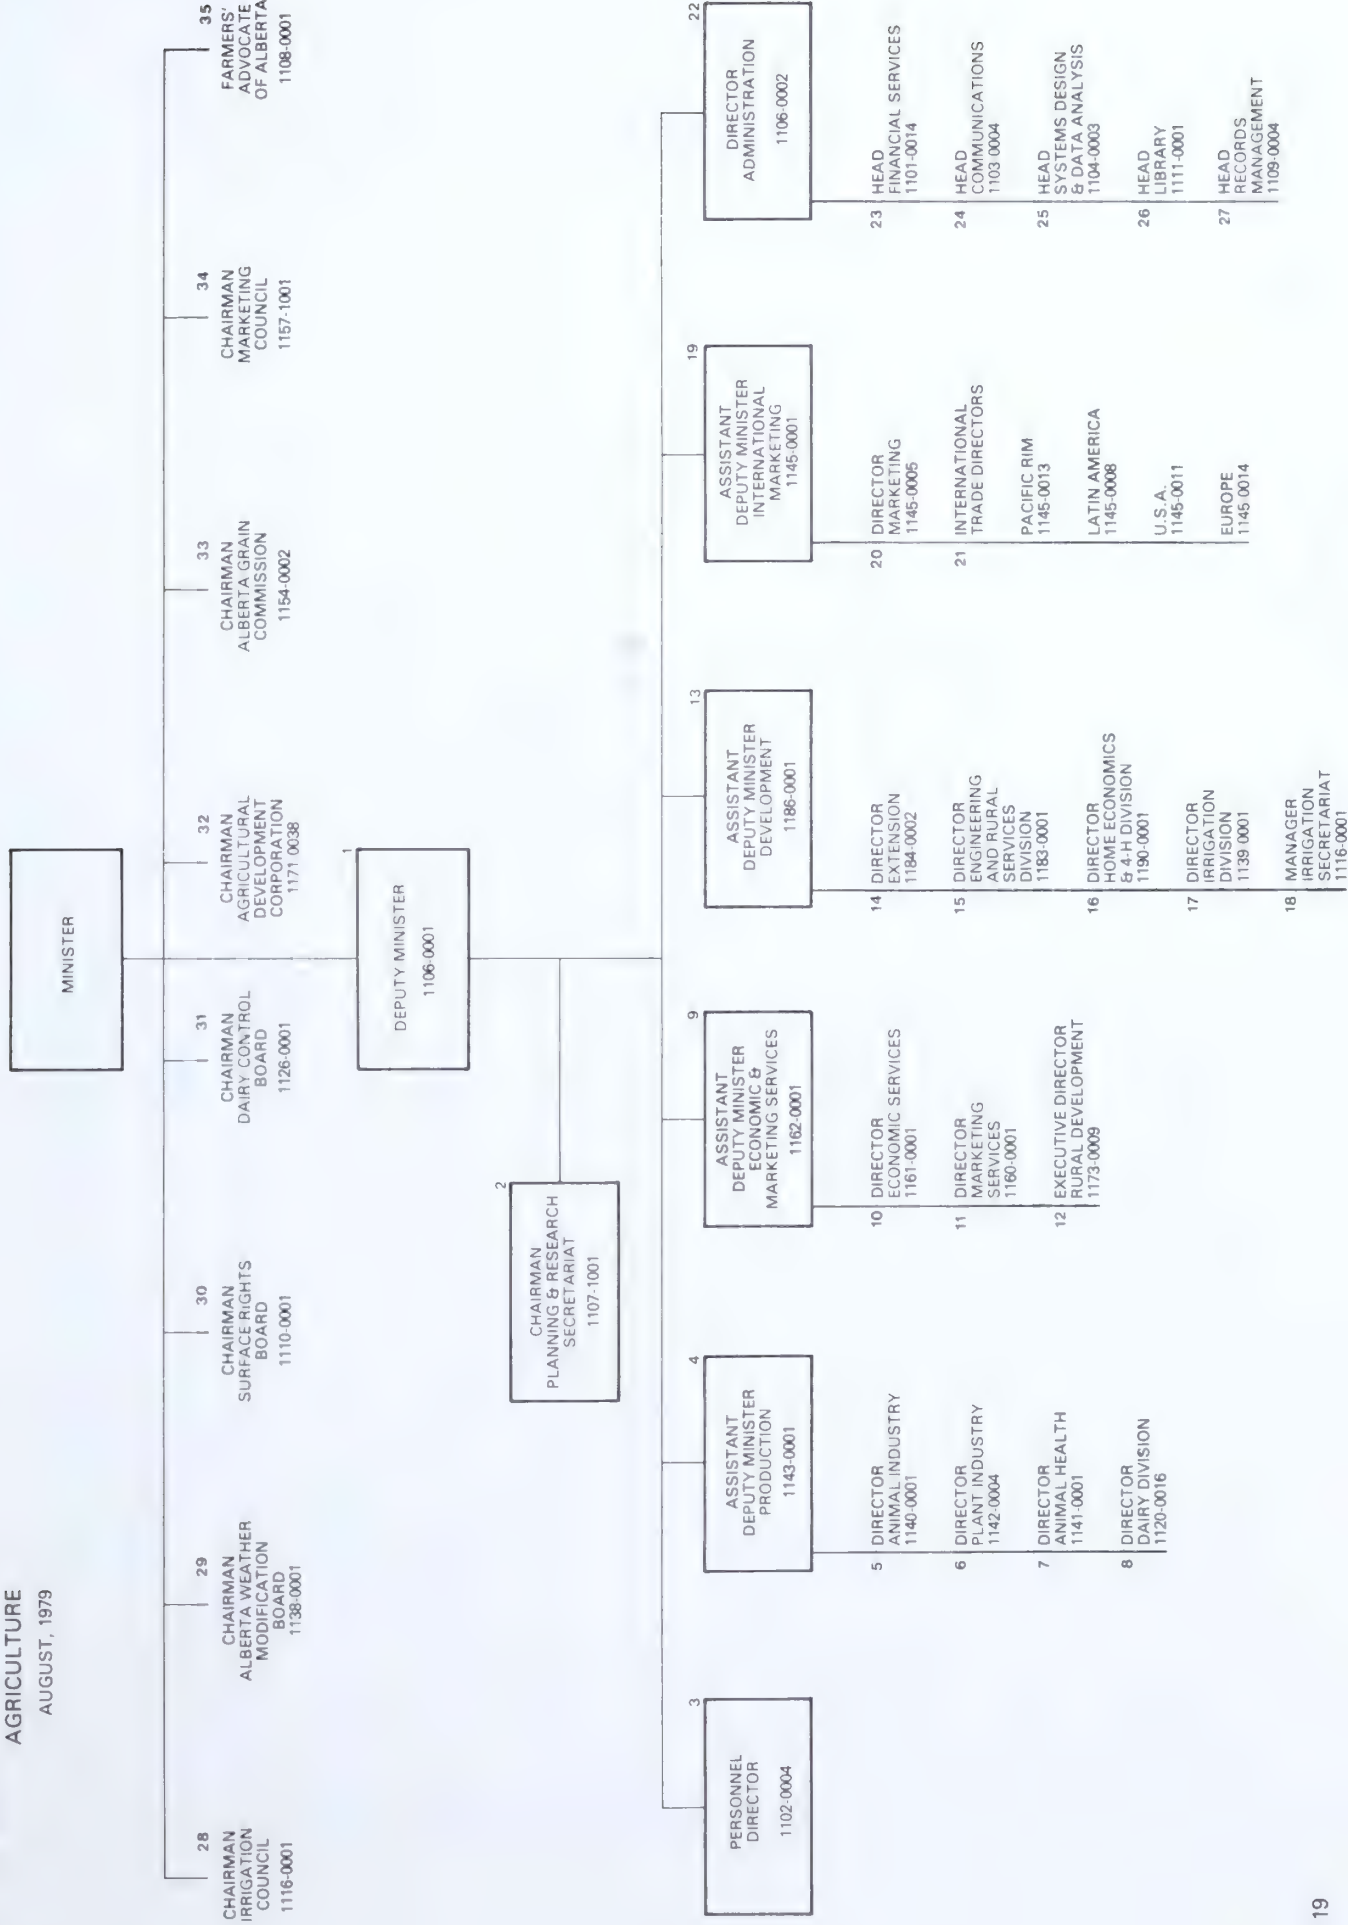 AGRICULTURE
AUGUST, 1979
MINISTER
28
CHAIRMAN
IRRIGATION
COUNCIL
1116-0001
29
CHAIRMAN
ALBERTA WEATHER
MODIFICATION
BOARD
1138-0001
30
CHAIRMAN
SURFACE RIGHTS
BOARD
1110-0001
31
CHAIRMAN
DAIRY CONTROL
BOARD
1126-0001
32
CHAIRMAN
AGRICULTURAL
DEVELOPMENT
CORPORATION
1171-0038
33
CHAIRMAN
ALBERTA GRAIN
COMMISSION
1154-0002
34
CHAIRMAN
MARKETING
COUNCIL
1157-1001
35
FARMERS'
ADVOCATE
OF ALBERTA
1108-0001
1
DEPUTY MINISTER
1106-0001
2
CHAIRMAN
PLANNING & RESEARCH
SECRETARIAT
1107-1001
3
PERSONNEL
DIRECTOR
1102-0004
4
ASSISTANT
DEPUTY MINISTER
PRODUCTION
1143-0001
5 DIRECTOR
ANIMAL INDUSTRY
1140-0001
6 DIRECTOR
PLANT INDUSTRY
1142-0004
7 DIRECTOR
ANIMAL HEALTH
1141-0001
8 DIRECTOR
DAIRY DIVISION
1120-0016
9
ASSISTANT
DEPUTY MINISTER
ECONOMIC &
MARKETING SERVICES
1162-0001
10 DIRECTOR
ECONOMIC SERVICES
1161-0001
11 DIRECTOR
MARKETING
SERVICES
1160-0001
12 EXECUTIVE DIRECTOR
RURAL DEVELOPMENT
1173-0009
13
ASSISTANT
DEPUTY MINISTER
DEVELOPMENT
1186-0001
14 DIRECTOR
EXTENSION
1184-0002
15 DIRECTOR
ENGINEERING
AND RURAL
SERVICES
DIVISION
1183-0001
16 DIRECTOR
HOME ECONOMICS
& 4-H DIVISION
1190-0001
17 DIRECTOR
IRRIGATION
DIVISION
1139-0001
18 MANAGER
IRRIGATION
SECRETARIAT
1116-0001
19
ASSISTANT
DEPUTY MINISTER
INTERNATIONAL
MARKETING
1145-0001
20 DIRECTOR
MARKETING
1145-0005
21 INTERNATIONAL
TRADE DIRECTORS
PACIFIC RIM
1145-0013
LATIN AMERICA
1145-0008
U.S.A.
1145-0011
EUROPE
1145-0014
22
DIRECTOR
ADMINISTRATION
1106-0002
23 HEAD
FINANCIAL SERVICES
1101-0014
24 HEAD
COMMUNICATIONS
1103-0004
25 HEAD
SYSTEMS DESIGN
& DATA ANALYSIS
1104-0003
26 HEAD
LIBRARY
1111-0001
27 HEAD
RECORDS
MANAGEMENT
1109-0004
19